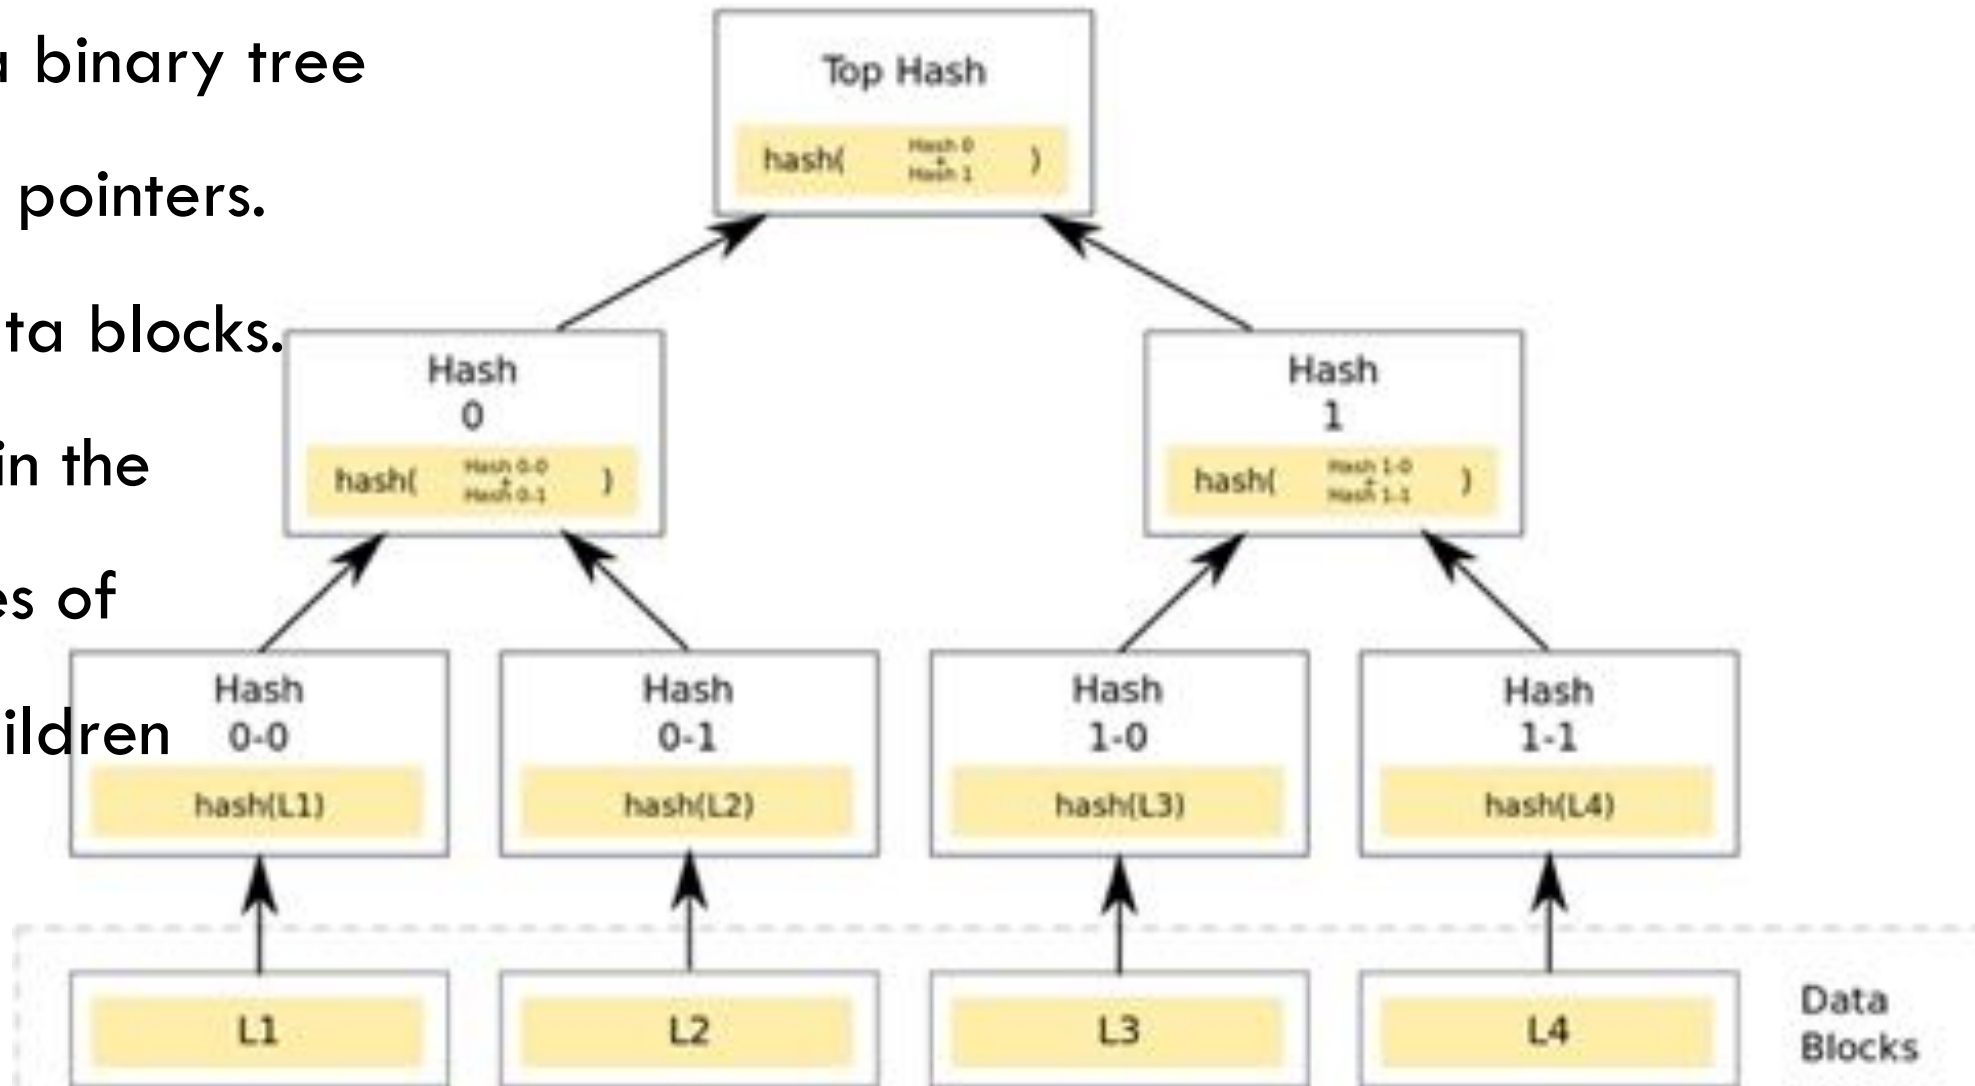 a binary tree
pointers.
ta blocks.
in the
es of
ildren
Top Hash
hash( Hash 0 + Hash 1 )
Hash
0
hash( Hash 0-0 + Hash 0-1 )
Hash
1
hash( Hash 1-0 + Hash 1-1 )
Hash
0-0
hash(L1)
Hash
0-1
hash(L2)
Hash
1-0
hash(L3)
Hash
1-1
hash(L4)
L1
L2
L3
L4
Data
Blocks